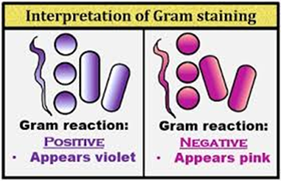 Interpretation of Gram staining
Gram reaction:
POSITIVE
• Appears violet
Gram reaction:
NEGATIVE
• Appears pink